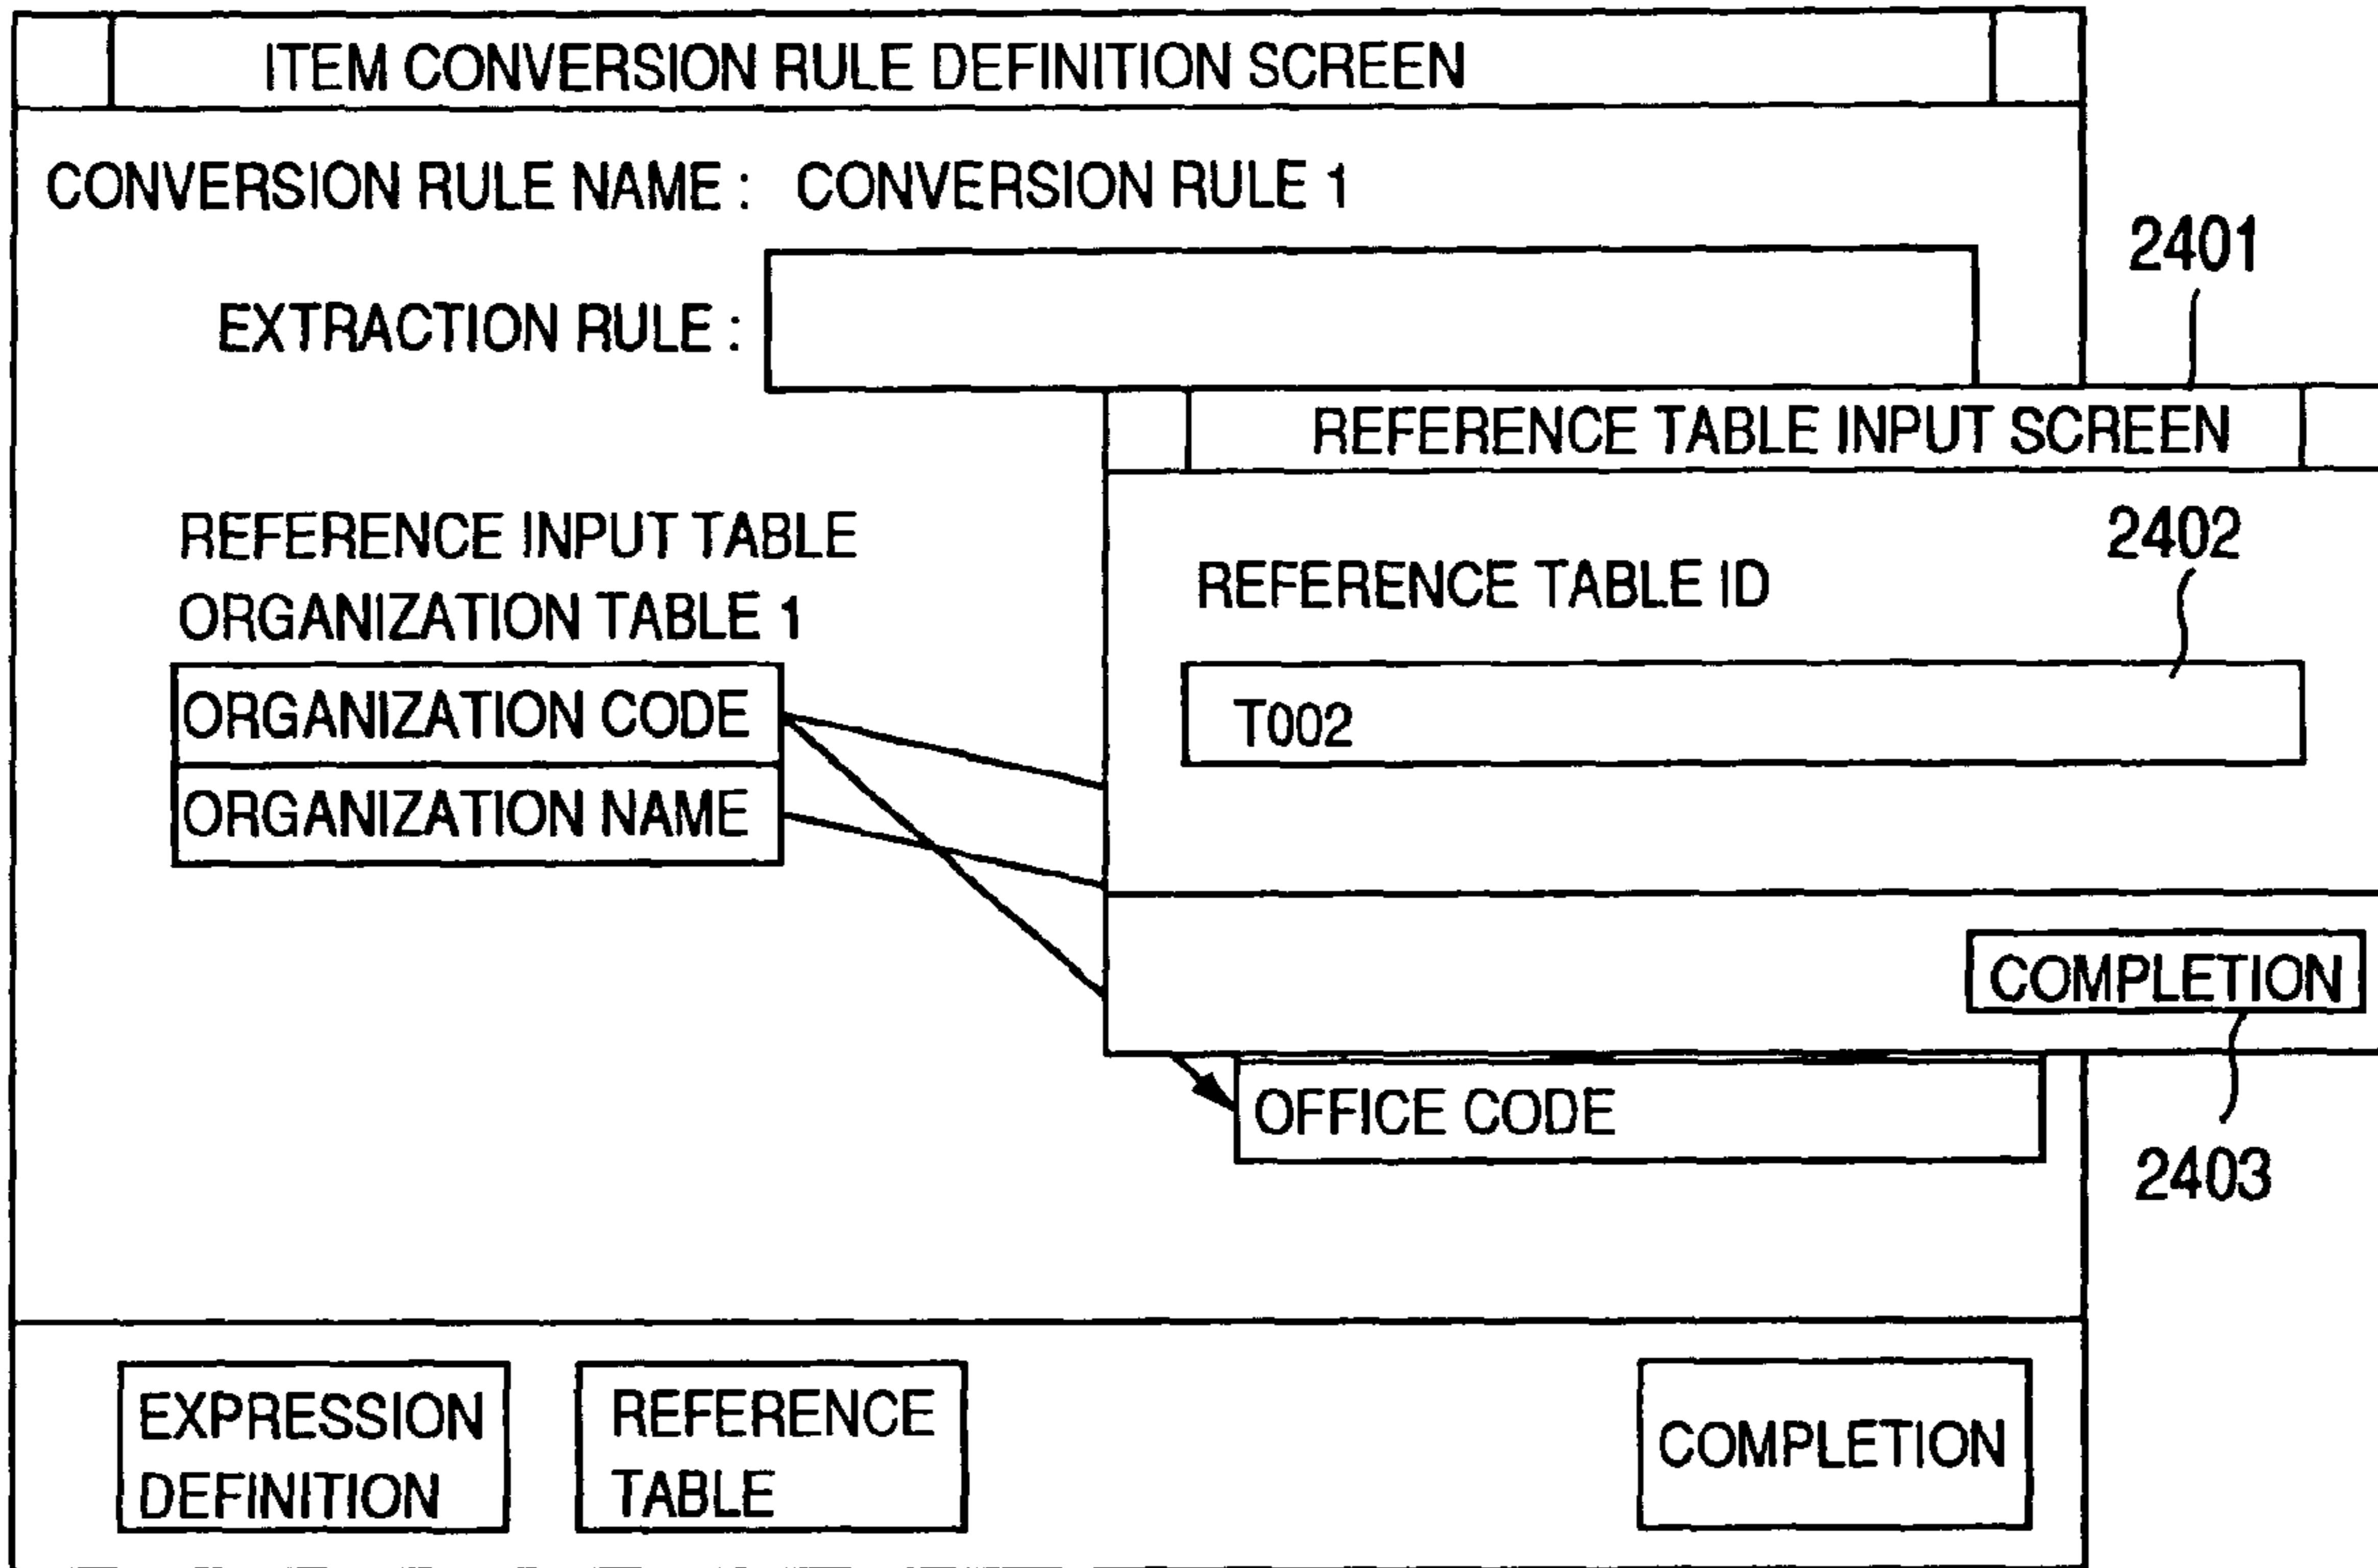 ITEM CONVERSION RULE DEFINITION SCREEN
CONVERSION RULE NAME : CONVERSION RULE 1
2401
EXTRACTION RULE :
REFERENCE TABLE INPUT SCREEN
REFERENCE INPUT TABLE
ORGANIZATION TABLE 1
2402
REFERENCE TABLE ID
ORGANIZATION CODE
T002
ORGANIZATION NAME
COMPLETION
OFFICE CODE
2403
EXPRESSION
DEFINITION
REFERENCE
TABLE
COMPLETION